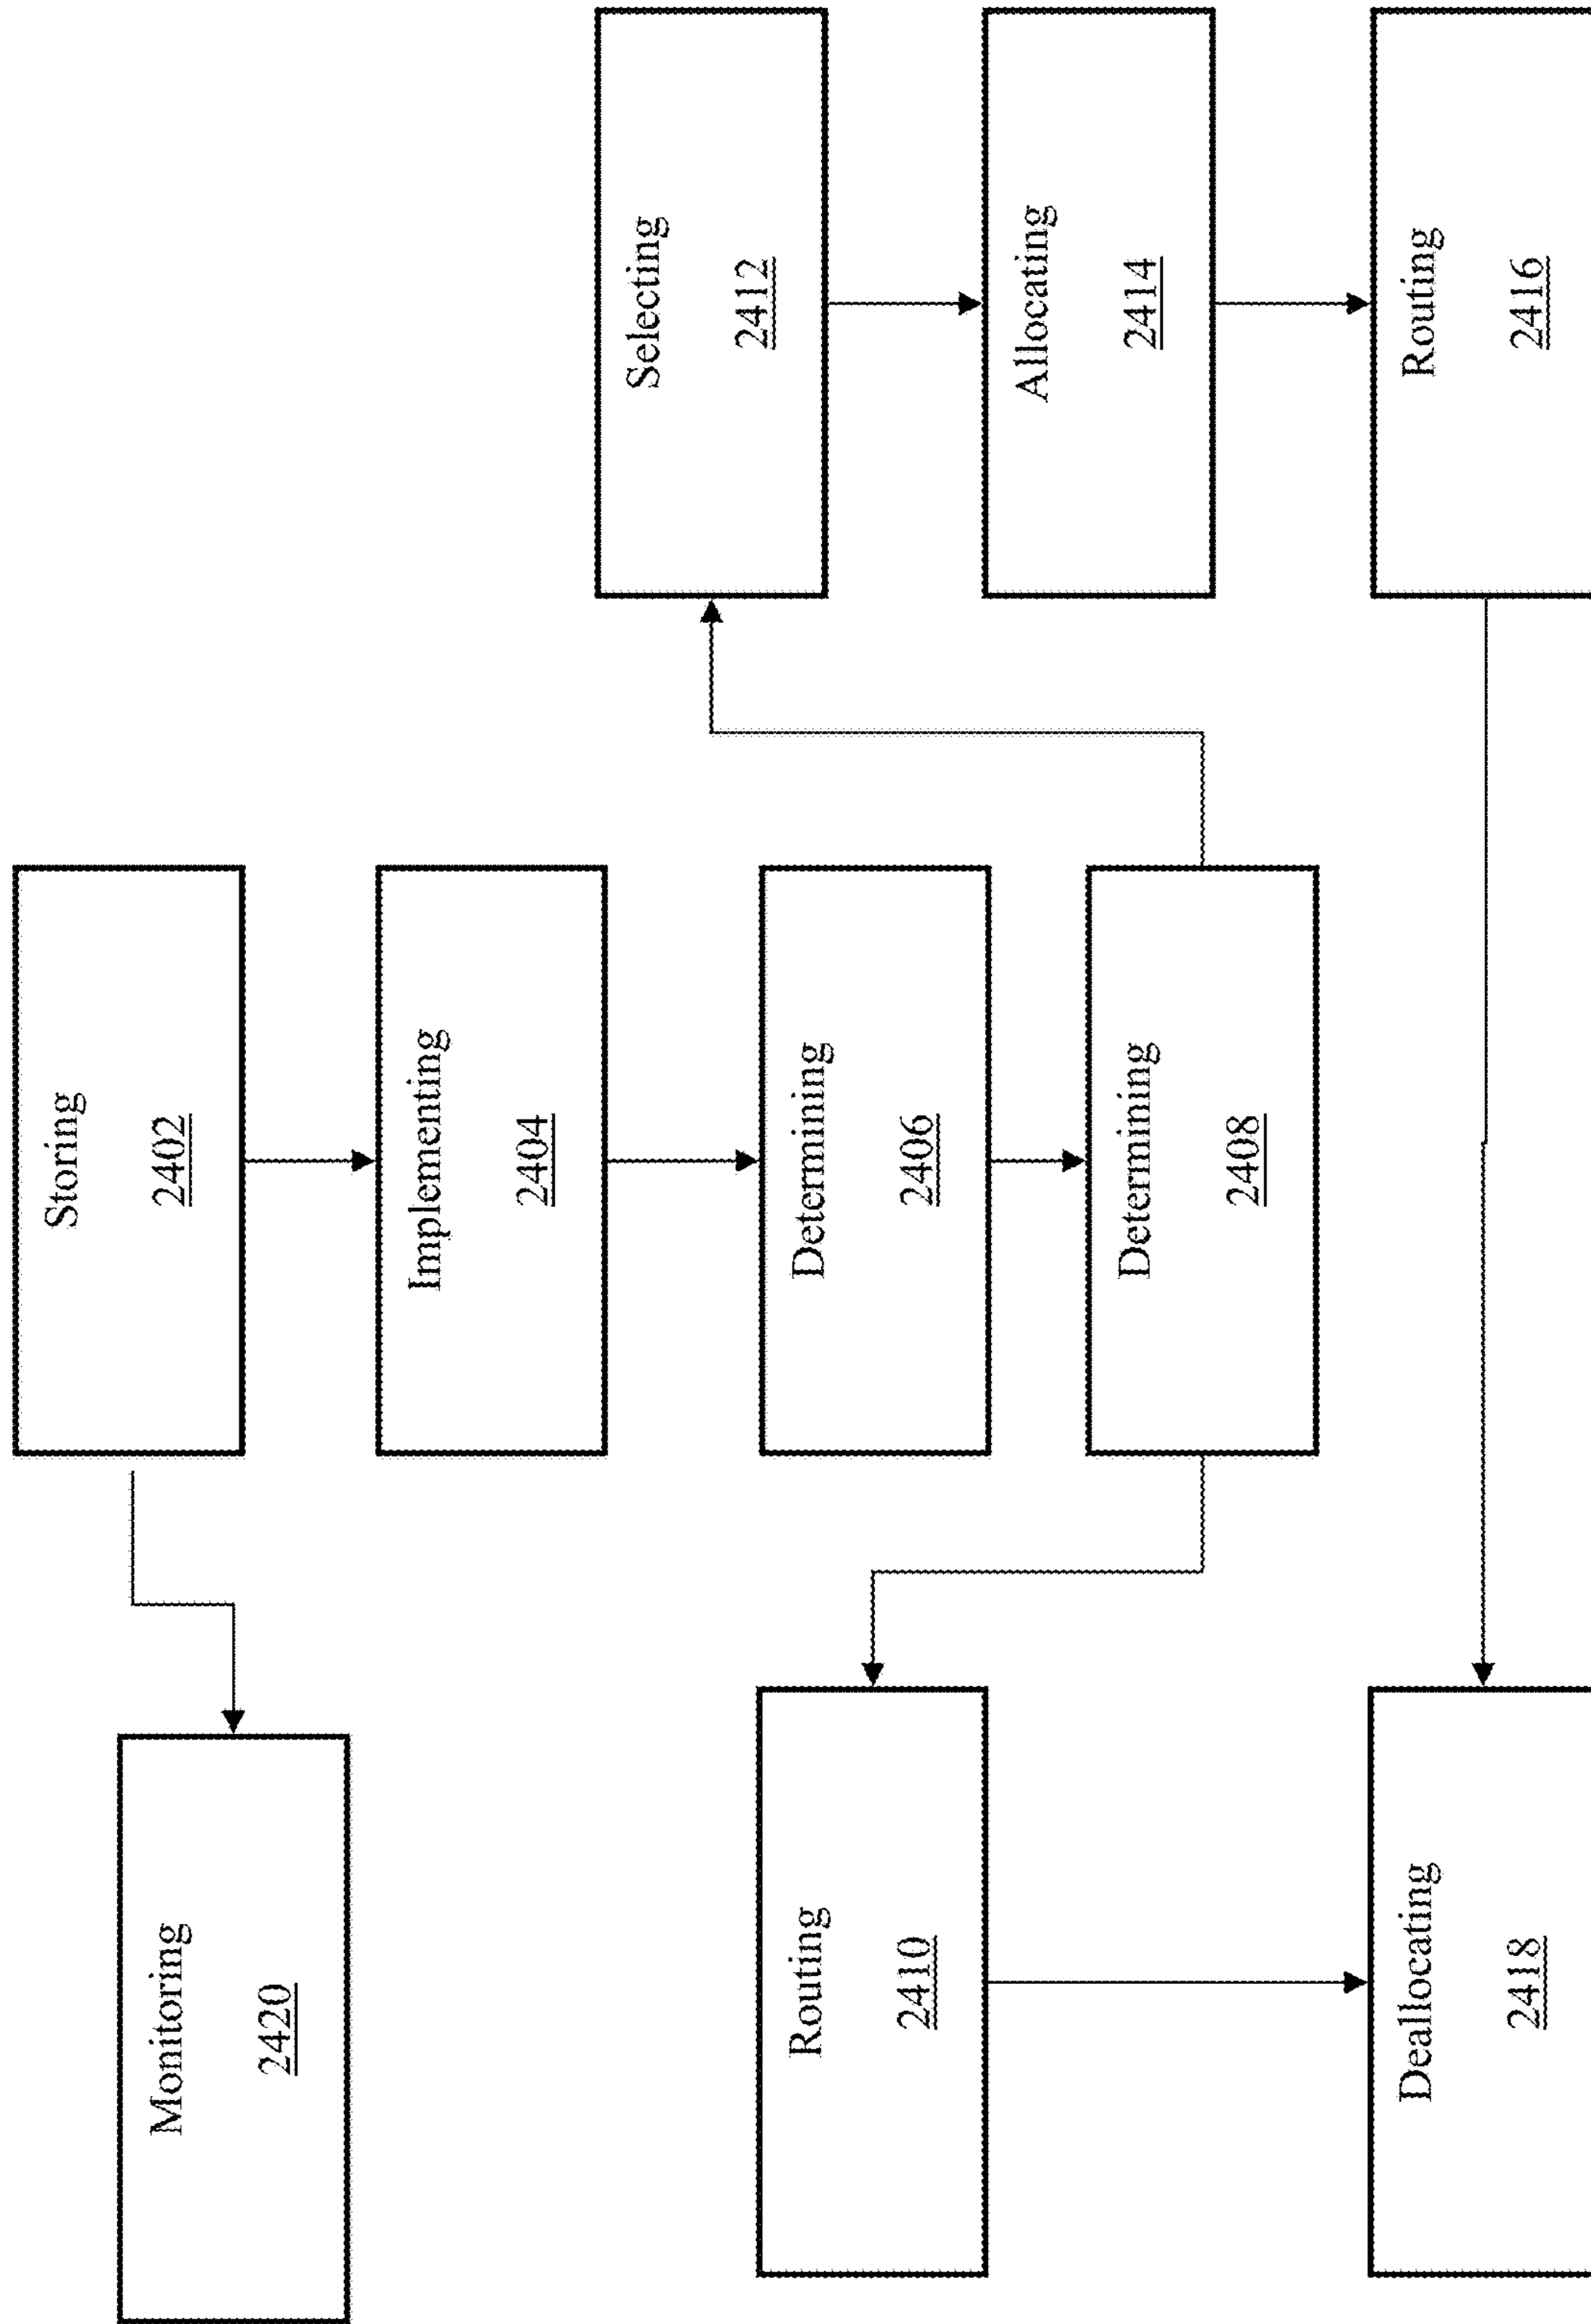 Storing
2402
Implementing
2404
Determining
2406
Determining
2408
Monitoring
2420
Routing
2410
Deallocating
2418
Selecting
2412
Allocating
2414
Routing
2416